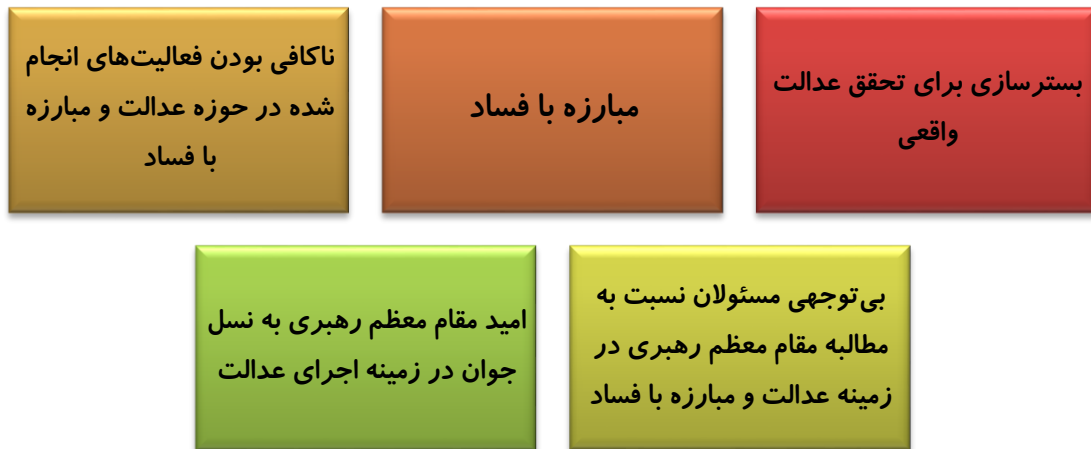 بسترسازی برای تحقق عدالت
واقعی
مبارزه با فساد
ناکافی بودن فعالیت‌های انجام
شده در حوزه عدالت و مبارزه
با فساد
بی‌توجهی مسئولان نسبت به
مطالبه مقام معظم رهبری در
زمینه عدالت و مبارزه با فساد
امید مقام معظم رهبری به نسل
جوان در زمینه اجرای عدالت